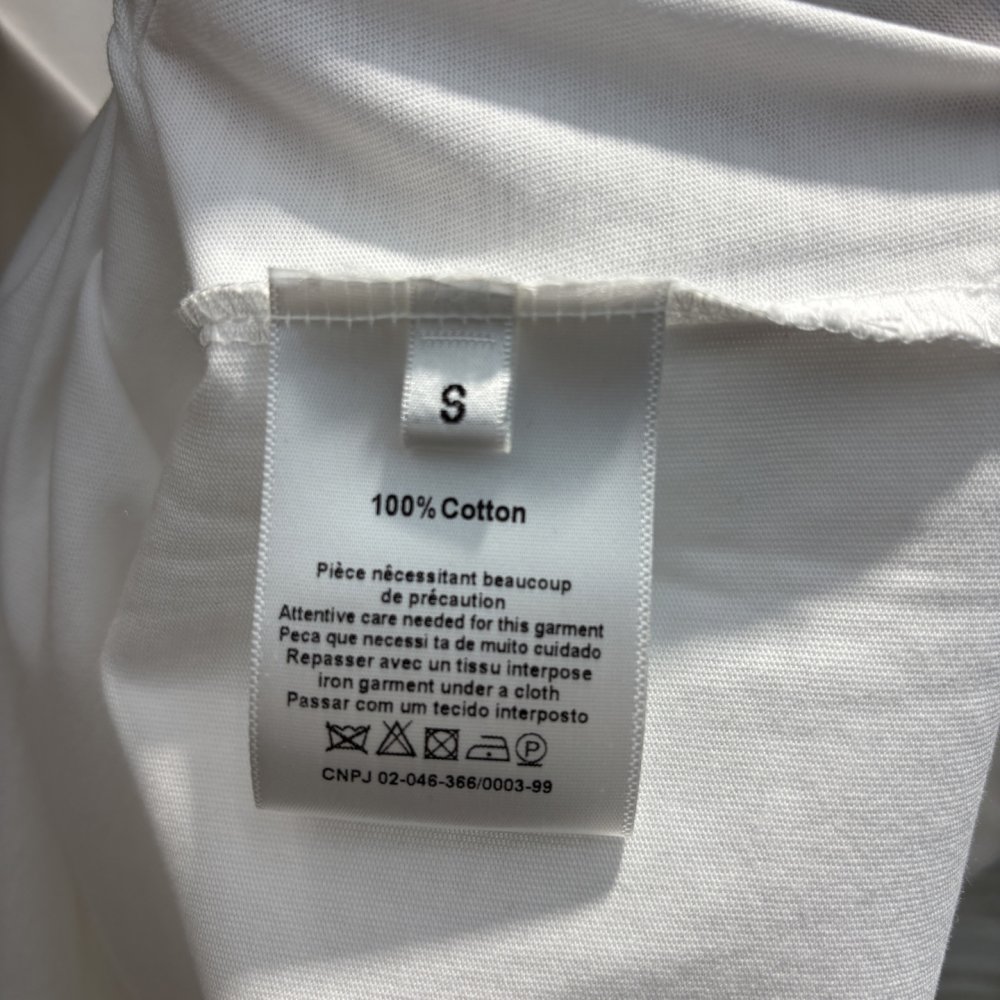 S
100% Cotton
Pièce nêcessitant beaucoup
de précaution
Attentive care needed for this garment
Peca que necessi ta de muito cuidado
Repasser avec un tissu interpose
iron garment under a cloth
Passar com um tecido interposto
P
CNPJ 02-046-366/0003-99